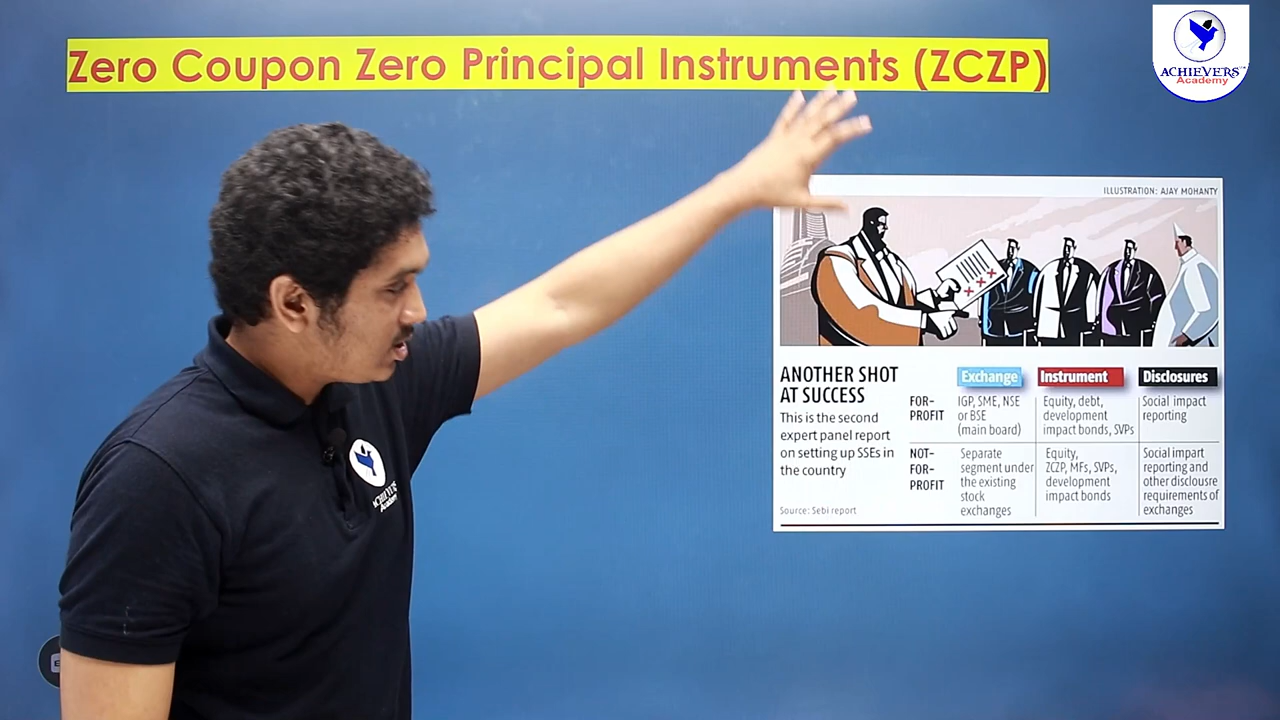 Zero Coupon Zero Principal Instruments (ZCZP)
ACHIEVERS
Academy
ILLUSTRATION: AJAY MOHANTY
ANOTHER SHOT
AT SUCCESS
This is the second
expert panel report
on setting up SSEs in
the country
Source: Sebi report
Exchange
Instrument
Disclosures
FOR-
PROFIT
IGP, SME, NSE
or BSE
(main board)
Equity, debt,
development
impact bonds, SVPs
Social impact
reporting
NOT-
FOR-
PROFIT
Separate
segment under
the existing
stock
exchanges
Equity,
ZCZP, MFs, SVPs,
development
impact bonds
Social impart
reporting and
other disclousre
requirements of
exchanges
ACHIEVERS
Academy